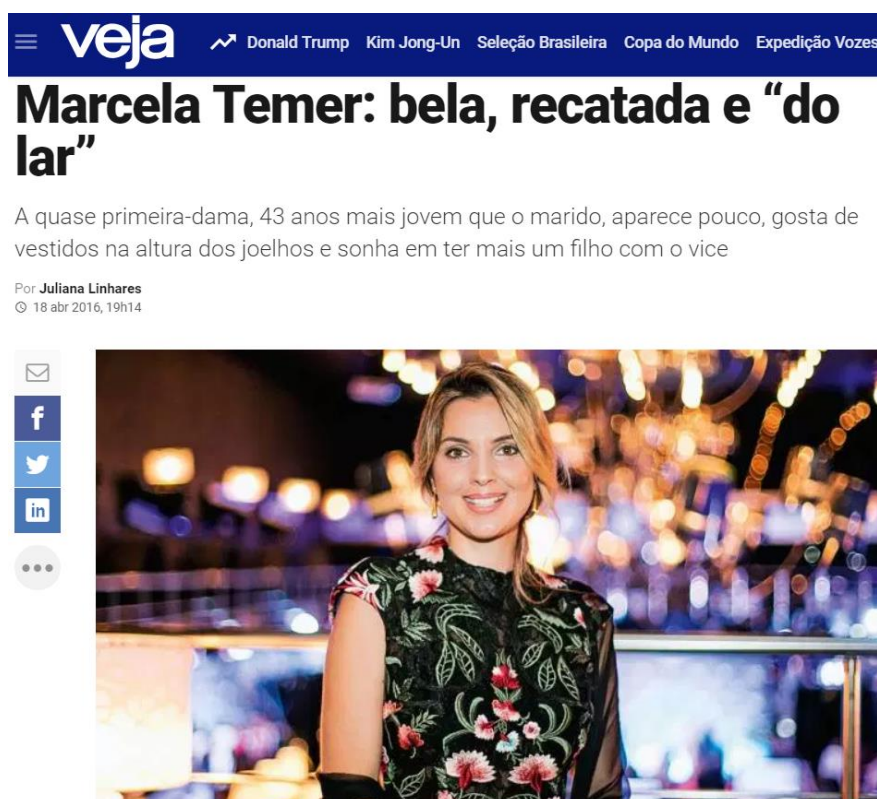 veja
Donald Trump Kim Jong-Un Seleção Brasileira Copa do Mundo Expedição Vozes
Marcela Temer: bela, recatada e “do
lar”
A quase primeira-dama, 43 anos mais jovem que o marido, aparece pouco, gosta de
vestidos na altura dos joelhos e sonha em ter mais um filho com o vice
Por Juliana Linhares
18 abr 2016, 19h14
f
in